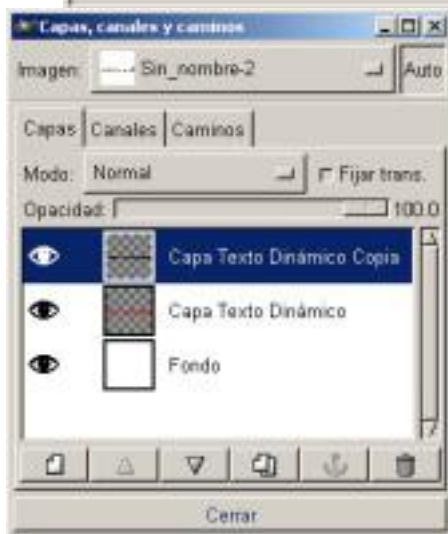 Capas, canales y caminos
Imagen: Sin_nombre-2 Auto
Capas Canales Caminos
Modo: Normal Fijar trans.
Opacidad: 100.0
Capa Texto Dinámico Copia
Capa Texto Dinámico
Fondo
Cerrar